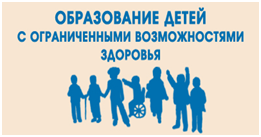 ОБРАЗОВАНИЕ ДЕТЕЙ
С ОГРАНИЧЕННЫМИ ВОЗМОЖНОСТЯМИ
ЗДОРОВЬЯ